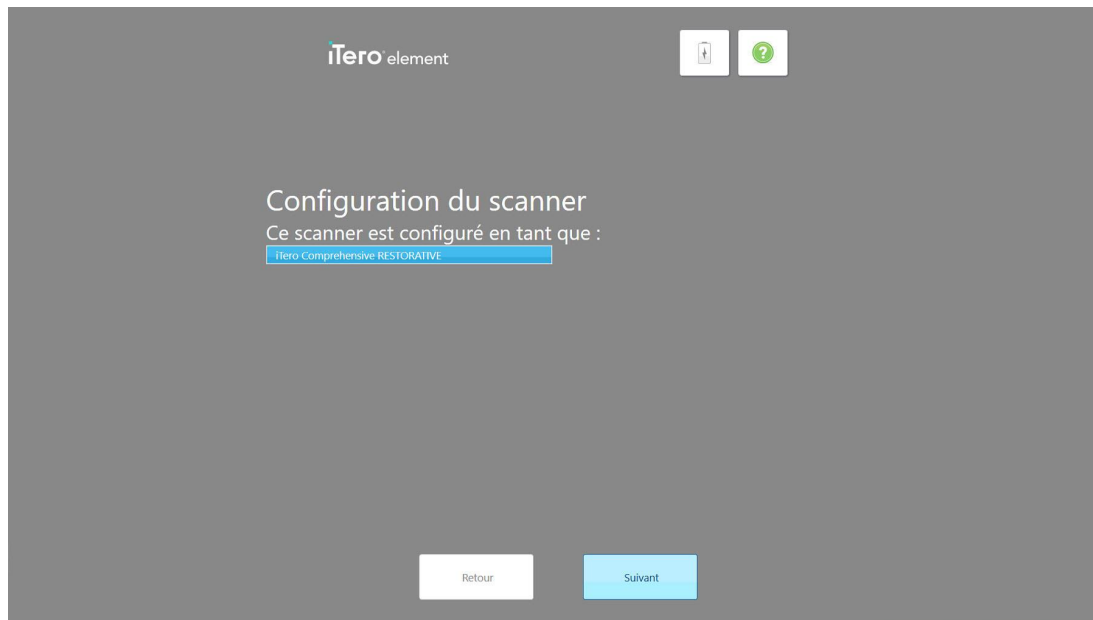 iTero element
Configuration du scanner
Ce scanner est configuré en tant que :
iTero Comprehensive RESTORATIVE
Retour
Suivant